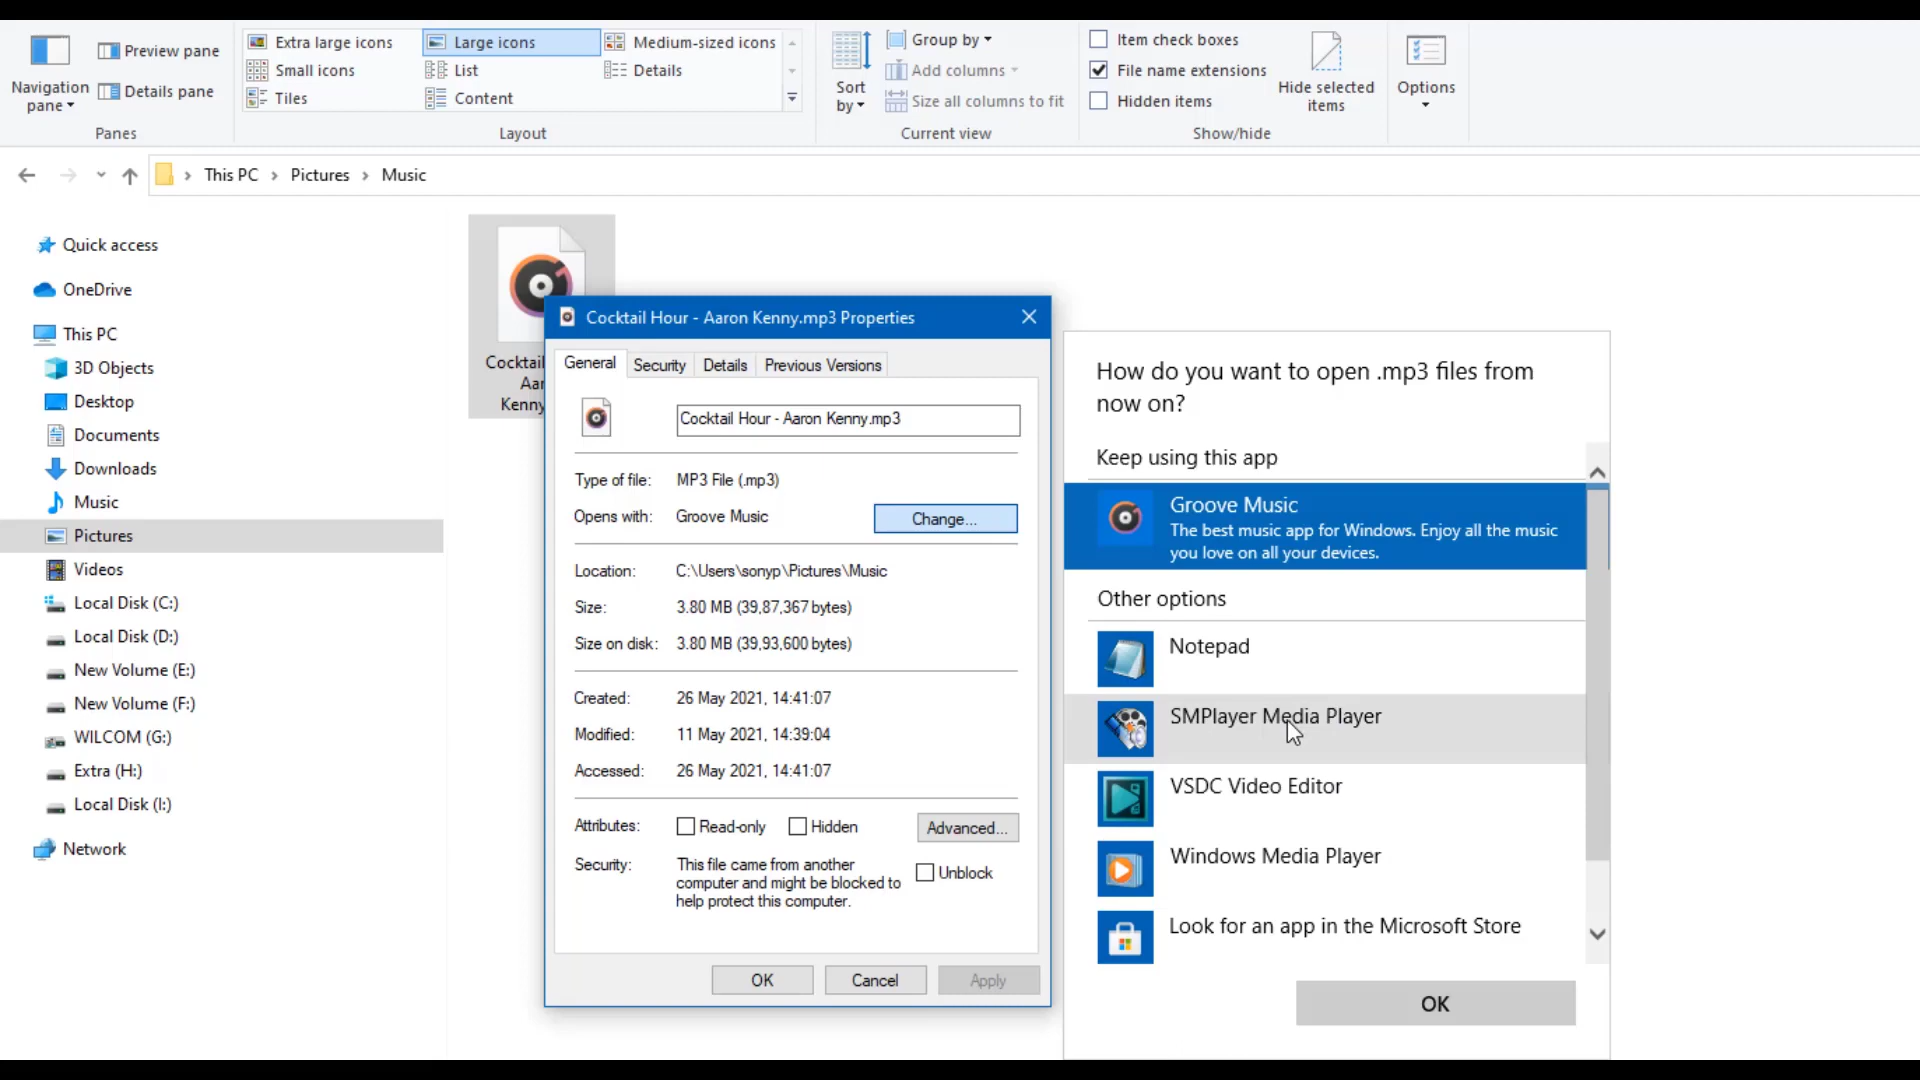 Navigation
pane
Preview pane
Details pane
Panes
Extra large icons
Large icons
Medium-sized icons
Small icons
List
Details
Tiles
Content
Layout
Sort
by
Group by
Add columns
Size all columns to fit
Current view
Item check boxes
File name extensions
Hidden items
Hide selected
items
Show/hide
Options
This PC
Pictures
Music
Quick access
OneDrive
This PC
3D Objects
Desktop
Documents
Downloads
Music
Pictures
Videos
Local Disk (C:)
Local Disk (D:)
New Volume (E:)
New Volume (F:)
WILCOM (G:)
Extra (H:)
Local Disk (I:)
Network
Cocktail
Aar
Kenny
Cocktail Hour - Aaron Kenny.mp3 Properties
General
Security
Details
Previous Versions
Cocktail Hour - Aaron Kenny.mp3
Type of file: MP3 File (.mp3)
Opens with: Groove Music
Change...
Location: C:\Users\sonyp\Pictures\Music
Size: 3.80 MB (39,87,367 bytes)
Size on disk: 3.80 MB (39,93,600 bytes)
Created: 26 May 2021, 14:41:07
Modified: 11 May 2021, 14:39:04
Accessed: 26 May 2021, 14:41:07
Attributes: Read-only Hidden
Advanced...
Security: This file came from another
computer and might be blocked to
help protect this computer.
Unblock
OK
Cancel
Apply
How do you want to open .mp3 files from
now on?
Keep using this app
Groove Music
The best music app for Windows. Enjoy all the music
you love on all your devices.
Other options
Notepad
SMPlayer Media Player
VSDC Video Editor
Windows Media Player
Look for an app in the Microsoft Store
OK